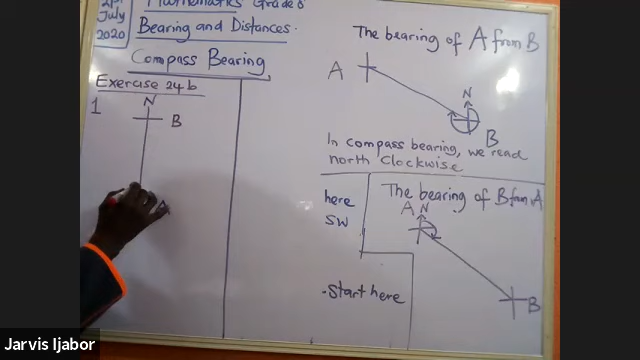 July
2020
Mathematics Grade 8
Bearing and Distances.
Compass Bearing
Exercise 24b
1
N
B
A
The bearing of A from B
A
N
B
In compass bearing, we read
north clockwise
here
SW
-Start here
The bearing of B from A
A N
B
Jarvis Ijabor